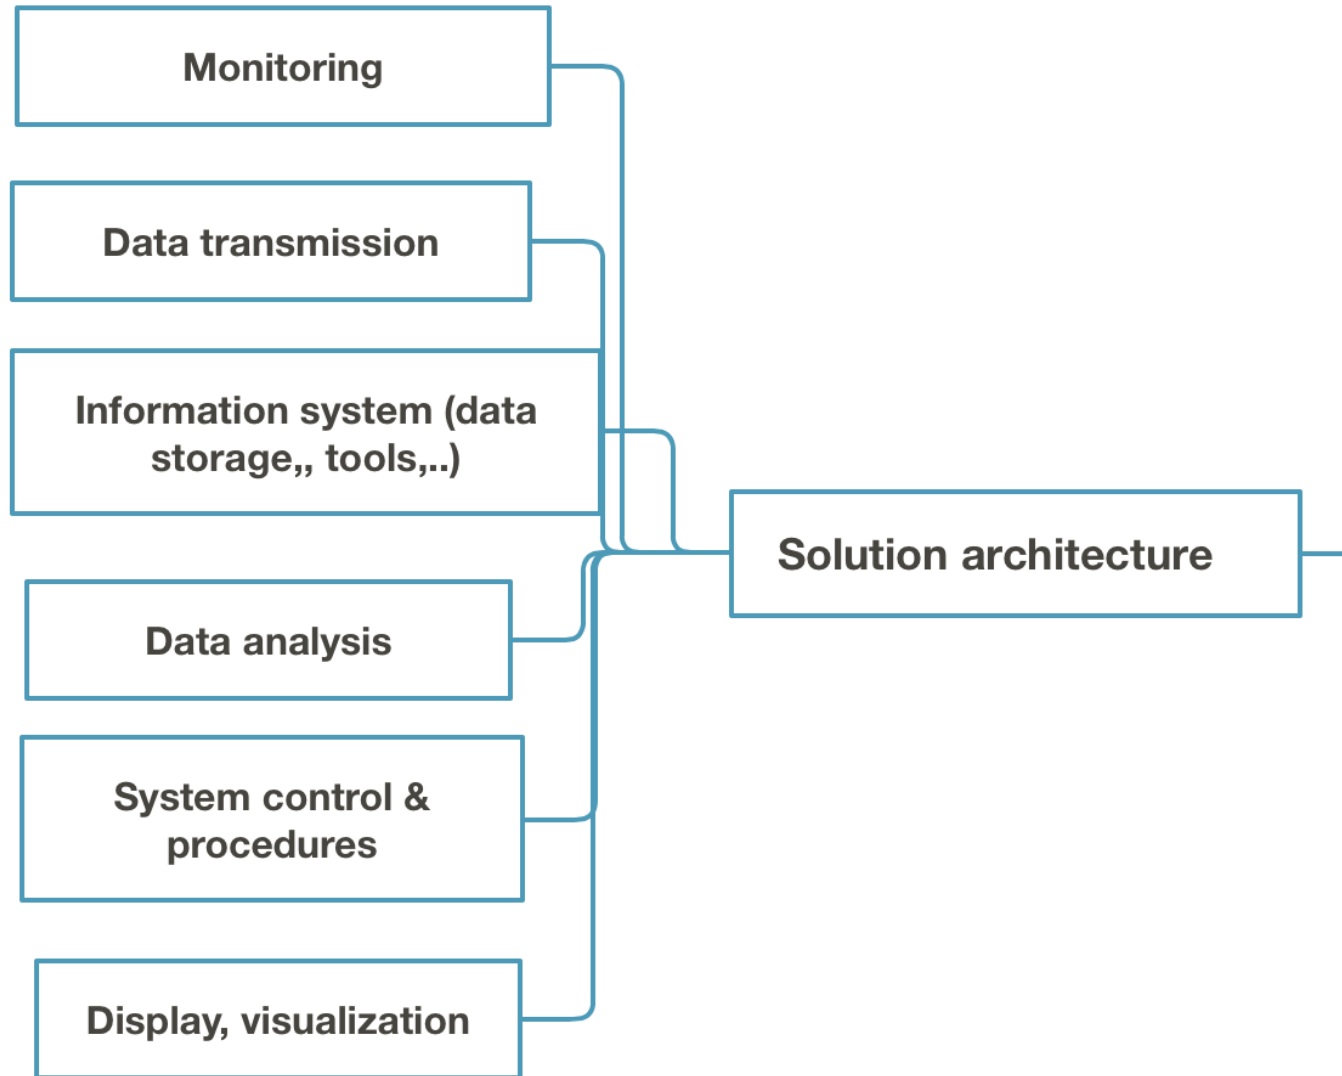 Monitoring
Data transmission
Information system (data
storage,, tools,..)
Solution architecture
Data analysis
System control &
procedures
Display, visualization